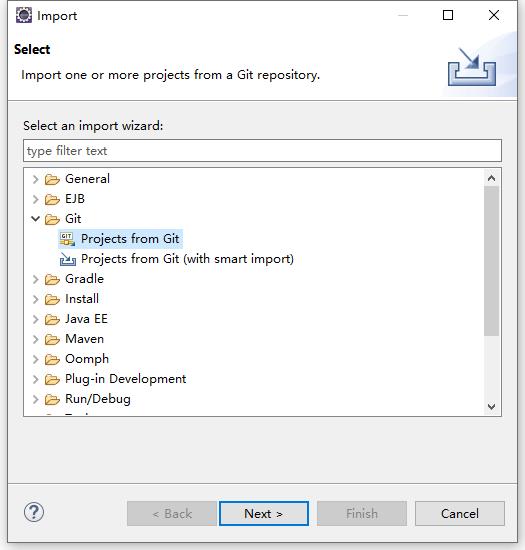 Import
Select
Import one or more projects from a Git repository.
Select an import wizard:
type filter text
General
EJB
Git
GIT
Projects from Git
Projects from Git (with smart import)
Gradle
Install
Java EE
Maven
Oomph
Plug-in Development
Run/Debug
?
< Back
Next >
Finish
Cancel